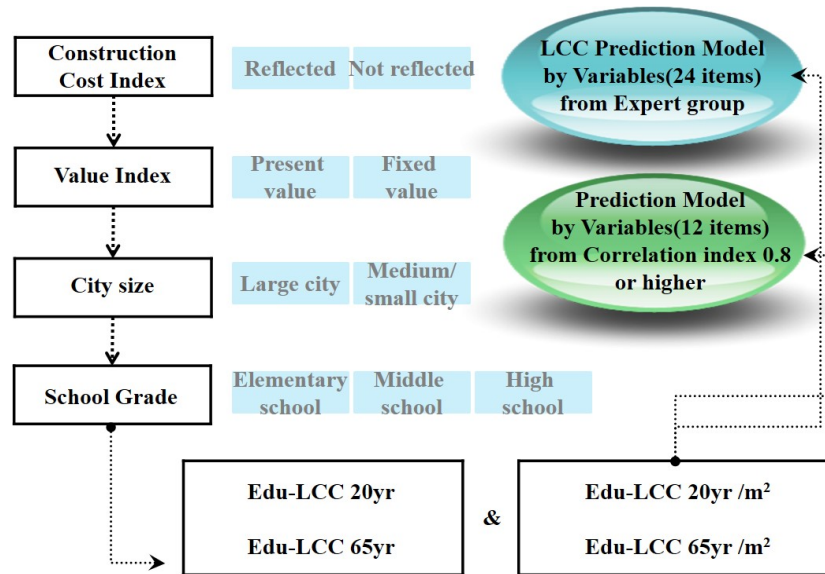 Construction
Cost Index
Reflected
Not reflected
LCC Prediction Model
by Variables(24 items)
from Expert group
Value Index
Present
value
Fixed
value
Prediction Model
by Variables(12 items)
from Correlation index 0.8
or higher
City size
Large city
Medium/
small city
School Grade
Elementary
school
Middle
school
High
school
Edu-LCC 20yr
Edu-LCC 65yr
&
Edu-LCC 20yr /m²
Edu-LCC 65yr /m²